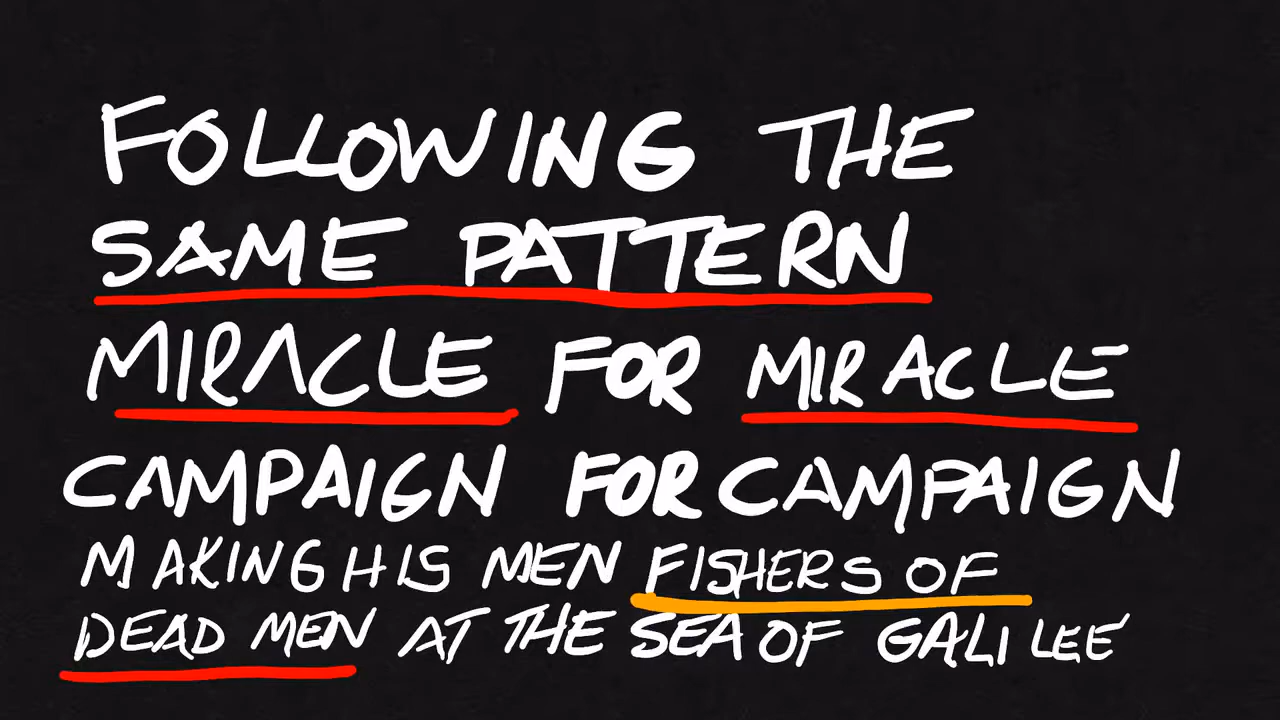 FOLLOWING THE
SAME PATTERN
MIRACLE FOR MIRACLE
CAMPAIGN FOR CAMPAIGN
MAKING HIS MEN FISHERS OF
DEAD MEN AT THE SEA OF GALILEE